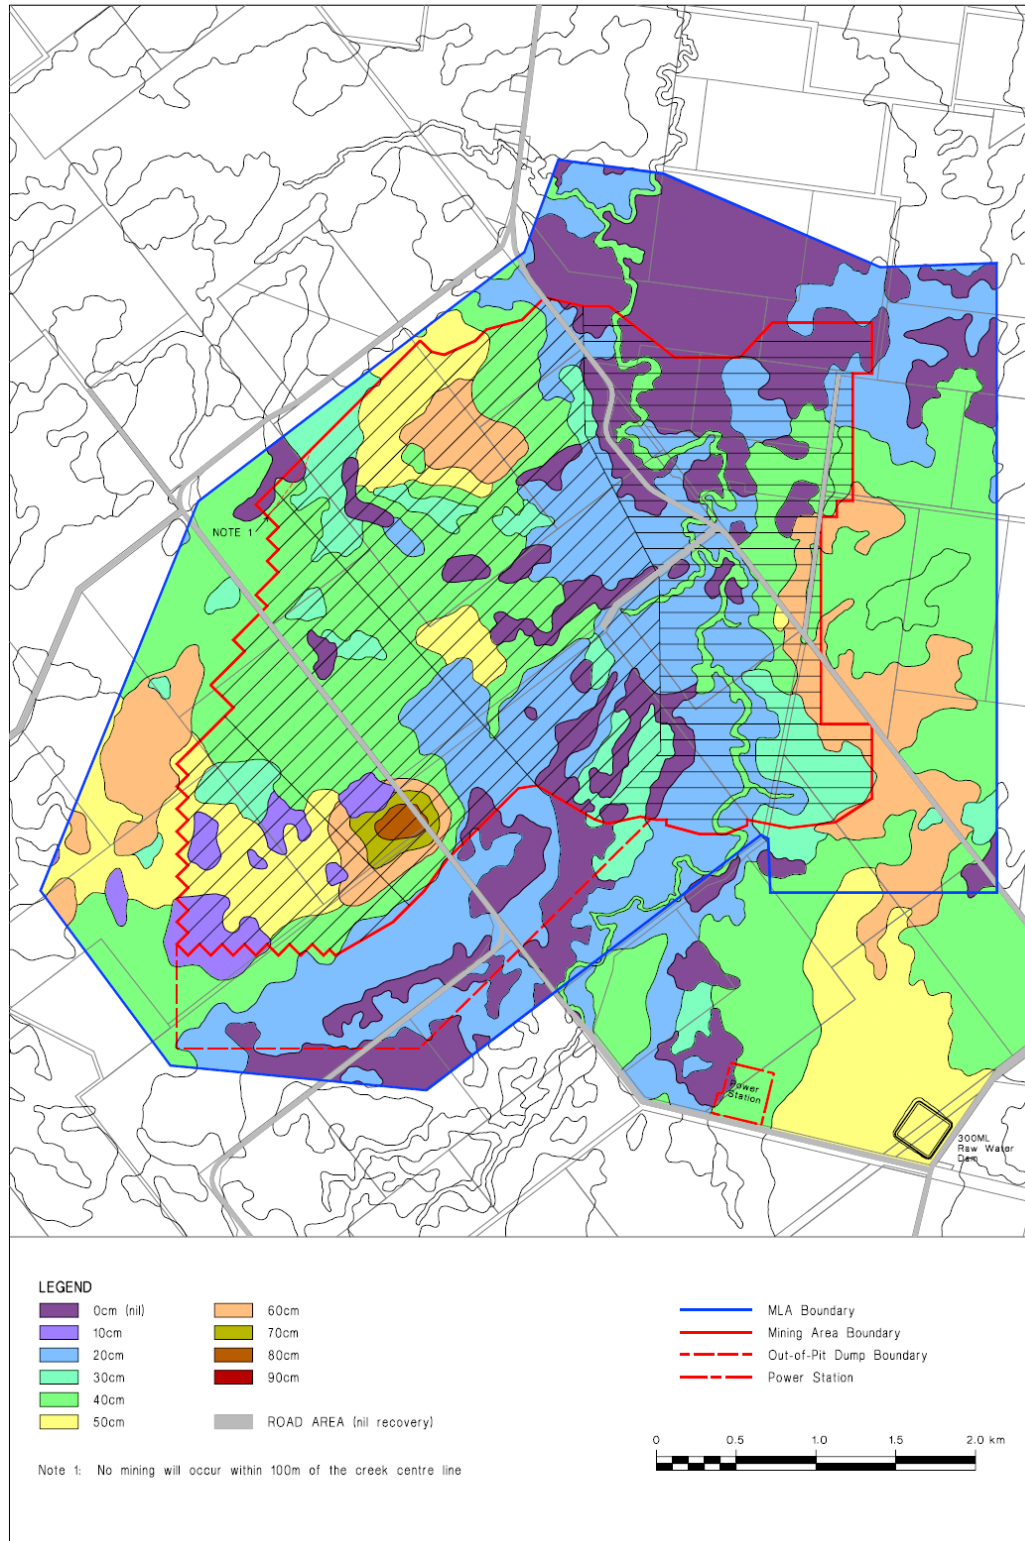 NOTE 1
Power
Station
300ML
Raw Water
Dam
LEGEND
0cm (nil)
10cm
20cm
30cm
40cm
50cm
60cm
70cm
80cm
90cm
ROAD AREA (nil recovery)
MLA Boundary
Mining Area Boundary
Out-of-Pit Dump Boundary
Power Station
0 0.5 1.0 1.5 2.0 km
Note 1: No mining will occur within 100m of the creek centre line